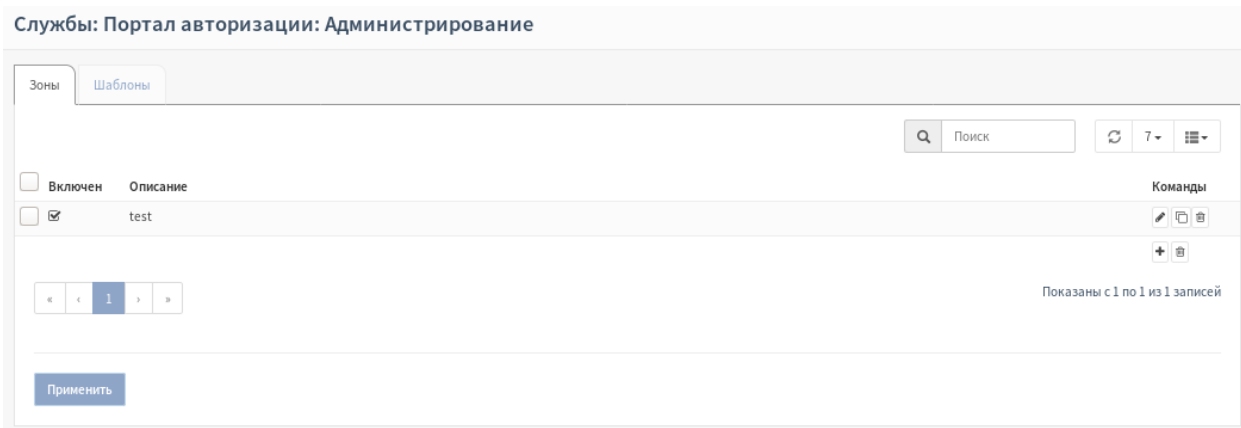 Службы: Портал авторизации: Администрирование
Зоны Шаблоны
Поиск 7
Включен Описание Команды
test
« ‹ 1 › »
Показаны с 1 по 1 из 1 записей
Применить